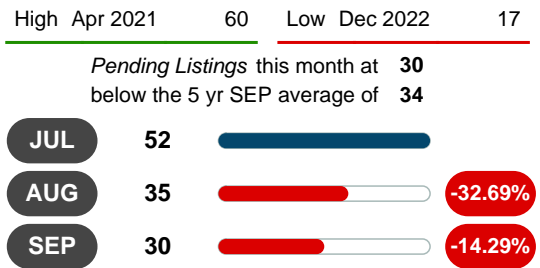 High Apr 2021 60 Low Dec 2022 17
Pending Listings this month at 30
below the 5 yr SEP average of 34
JUL 52
AUG 35 -32.69%
SEP 30 -14.29%